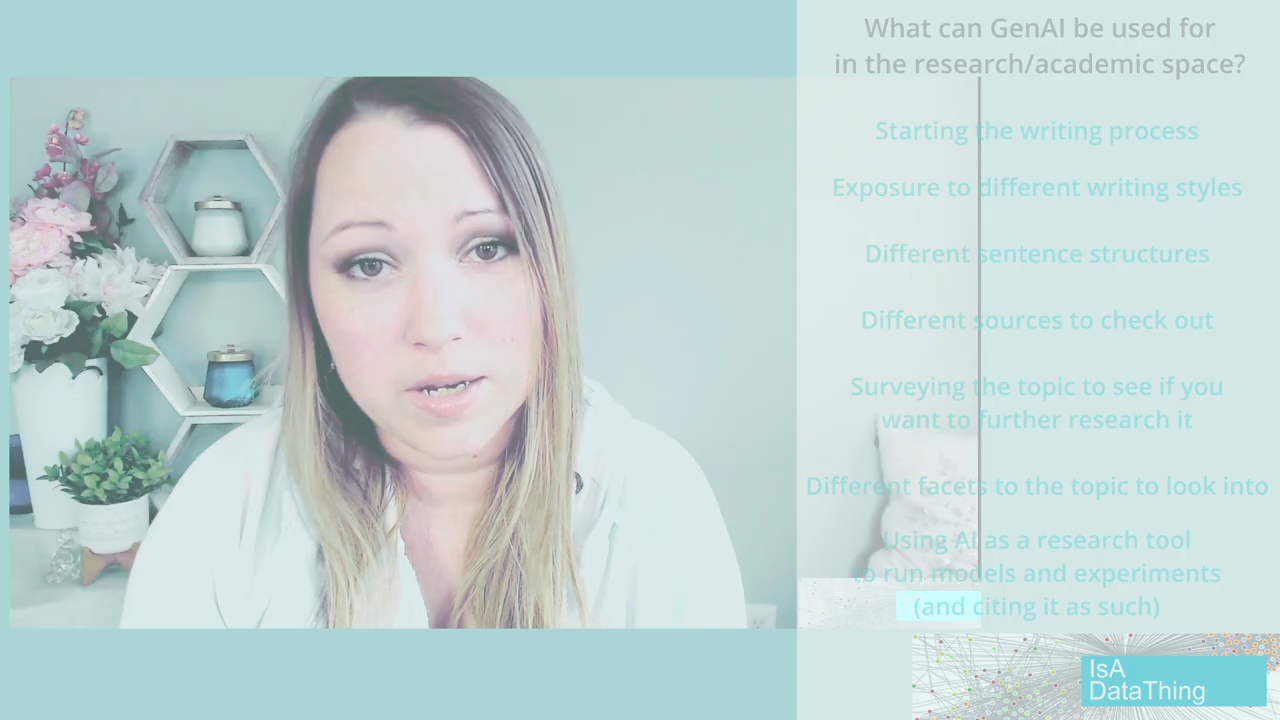 What can GenAI be used for
in the research/academic space?
Starting the writing process
Exposure to different writing styles
Different sentence structures
Different sources to check out
Surveying the topic to see if you
want to further research it
Different facets to the topic to look into
Using AI as a research tool
to run models and experiments
(and citing it as such)
IsA
DataThing